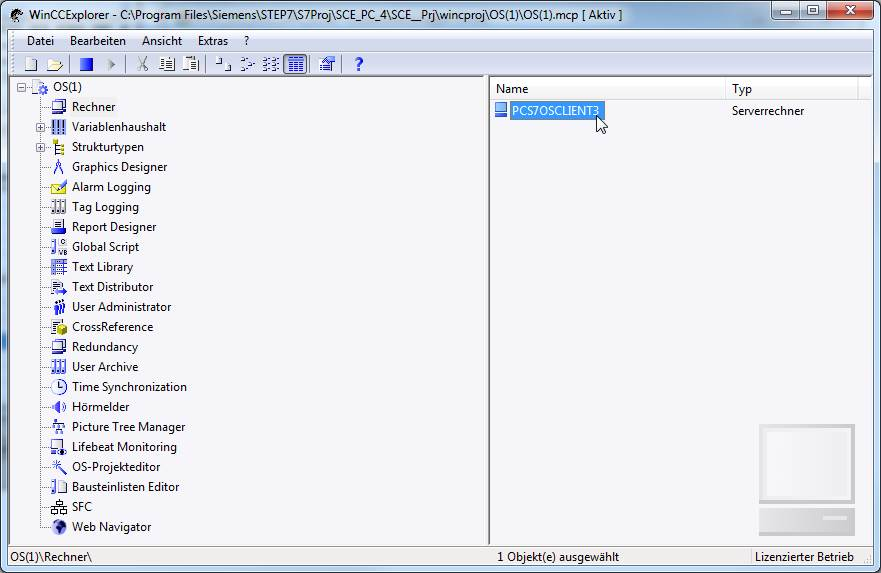 WinCCExplorer - C:\Program Files\Siemens\STEP7\S7Proj\SCE_PC_4\SCE__Prj\wincproj\OS(1)\OS(1).mcp [ Aktiv ]
Datei Bearbeiten Ansicht Extras ?
OS(1)
Rechner
Variablenhaushalt
Strukturtypen
Graphics Designer
Alarm Logging
Tag Logging
Report Designer
Global Script
Text Library
Text Distributor
User Administrator
CrossReference
Redundancy
User Archive
Time Synchronization
Hörmelder
Picture Tree Manager
Lifebeat Monitoring
OS-Projekteditor
Bausteinlisten Editor
SFC
Web Navigator
Name Typ
PCS7OSCLIENT3 Serverrechner
OS(1)\Rechner\ 1 Objekt(e) ausgewählt Lizenzierter Betrieb